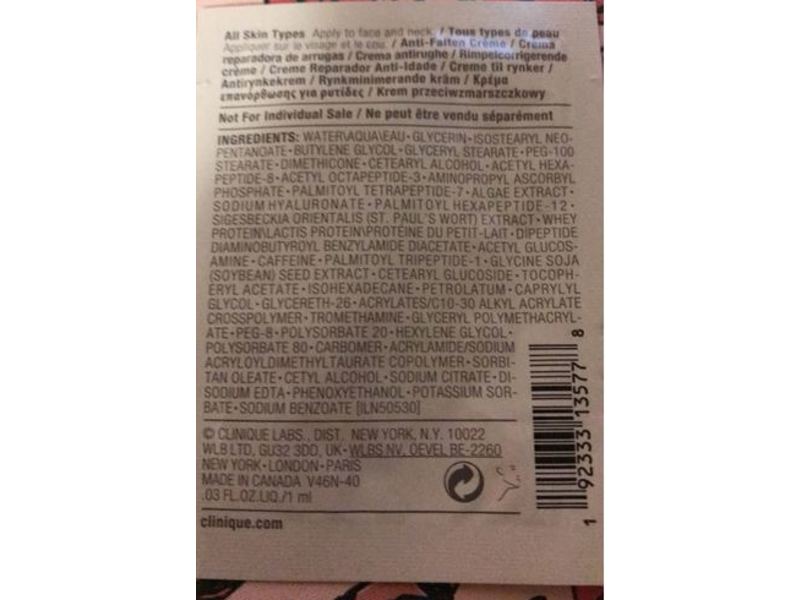 All Skin Types Apply to face and neck. / Tous types de peau
Appliquer sur le visage et le cou. / Anti-Falten Creme / Crema
reparadora de arrugas / Crema antirughe / Rimpelcorrigerende
crème / Creme Reparador Anti-Idade / Creme til rynker /
Antirynkekrem / Rynkminimerande kräm / Κρέμα
επανόρθωσης για ρυτίδες / Krem przeciwzmarszczkowy
Not For Individual Sale / Ne peut être vendu séparément
INGREDIENTS: WATER\AQUA\EAU • GLYCERIN • ISOSTEARYL NEO-
PENTANOATE • BUTYLENE GLYCOL • GLYCERYL STEARATE • PEG-100
STEARATE • DIMETHICONE • CETEARYL ALCOHOL • ACETYL HEXA-
PEPTIDE-8 • ACETYL OCTAPEPTIDE-3 • AMINOPROPYL ASCORBYL
PHOSPHATE • PALMITOYL TETRAPEPTIDE-7 • ALGAE EXTRACT •
SODIUM HYALURONATE • PALMITOYL HEXAPEPTIDE-12 •
SIGESBECKIA ORIENTALIS (ST. PAUL'S WORT) EXTRACT • WHEY
PROTEIN\LACTIS PROTEIN\PROTÉINE DU PETIT-LAIT • DIPEPTIDE
DIAMINOBUTYROYL BENZYLAMIDE DIACETATE • ACETYL GLUCOS-
AMINE • CAFFEINE • PALMITOYL TRIPEPTIDE-1 • GLYCINE SOJA
(SOYBEAN) SEED EXTRACT • CETEARYL GLUCOSIDE • TOCOPH-
ERYL ACETATE • ISOHEXADECANE • PETROLATUM • CAPRYLYL
GLYCOL • GLYCERETH-26 • ACRYLATES/C10-30 ALKYL ACRYLATE
CROSSPOLYMER • TROMETHAMINE • GLYCERYL POLYMETHACRYL-
ATE • PEG-8 • POLYSORBATE 20 • HEXYLENE GLYCOL •
POLYSORBATE 80 • CARBOMER • ACRYLAMIDE/SODIUM
ACRYLOYLDIMETHYLTAURATE COPOLYMER • SORBI-
TAN OLEATE • CETYL ALCOHOL • SODIUM CITRATE • DI-
SODIUM EDTA • PHENOXYETHANOL • POTASSIUM SOR-
BATE • SODIUM BENZOATE [ILN50530]
© CLINIQUE LABS., DIST. NEW YORK, N.Y. 10022
WLB LTD, GU32 3DD, UK • WLBS NV, OEVEL BE-2260
NEW YORK • LONDON • PARIS
MADE IN CANADA V46N-40
.03 FL.OZ.LIQ./1 ml
clinique.com
1 92333 13577 8